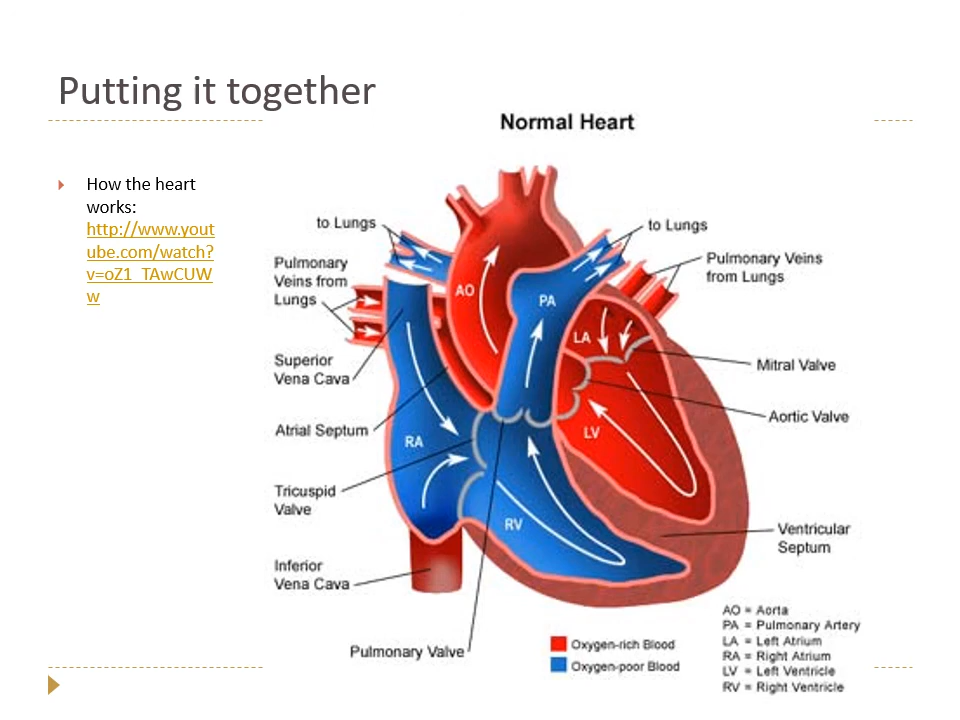 Putting it together
Normal Heart
How the heart
works:
http://www.yout
ube.com/watch?
v=oZ1_TAwCUW
w
to Lungs
Pulmonary
Veins from
Lungs
Superior
Vena Cava
Atrial Septum
Tricuspid
Valve
Inferior
Vena Cava
Pulmonary Valve
AO
PA
LA
RA
LV
RV
to Lungs
Pulmonary Veins
from Lungs
Mitral Valve
Aortic Valve
Ventricular
Septum
Oxygen-rich Blood
Oxygen-poor Blood
AO = Aorta
PA = Pulmonary Artery
LA = Left Atrium
RA = Right Atrium
LV = Left Ventricle
RV = Right Ventricle